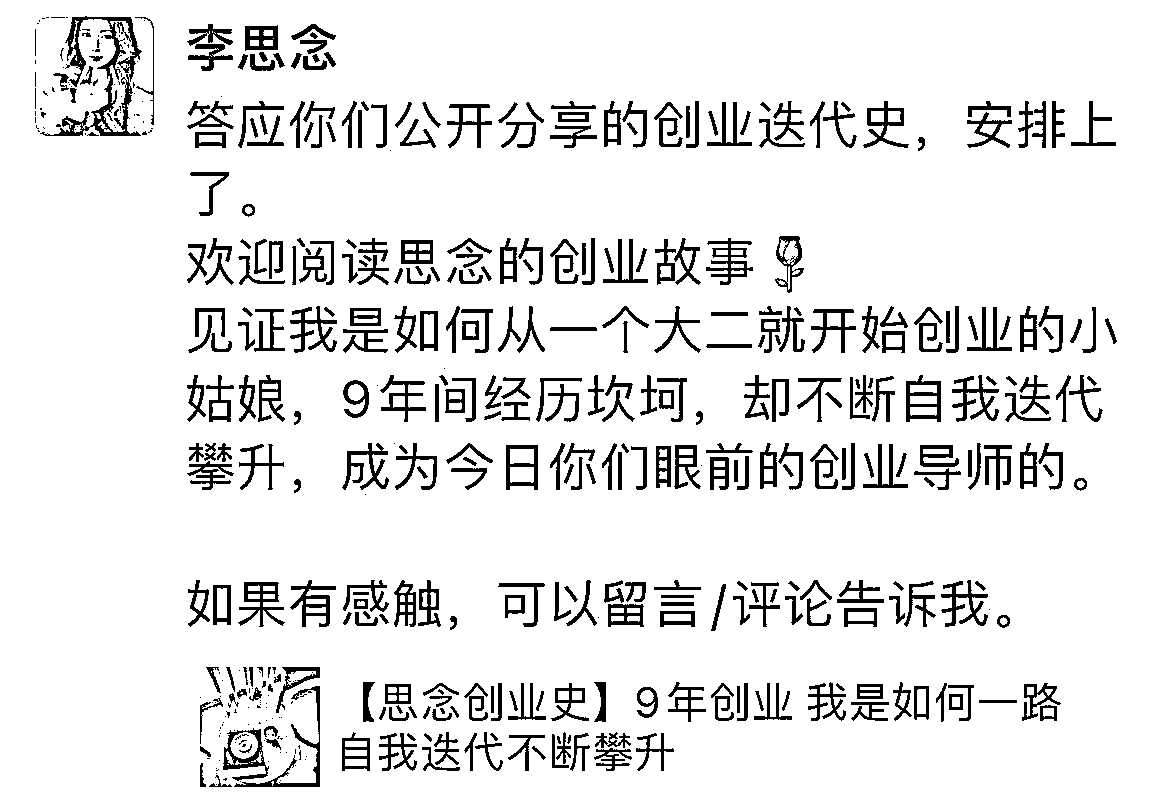 李思念
答应你们公开分享的创业迭代史，安排上
了。
欢迎阅读思念的创业故事🌹
见证我是如何从一个大二就开始创业的小
姑娘，9年间经历坎坷，却不断自我迭代
攀升，成为今日你们眼前的创业导师的。
如果有感触，可以留言/评论告诉我。
【思念创业史】9年创业 我是如何一路
自我迭代不断攀升